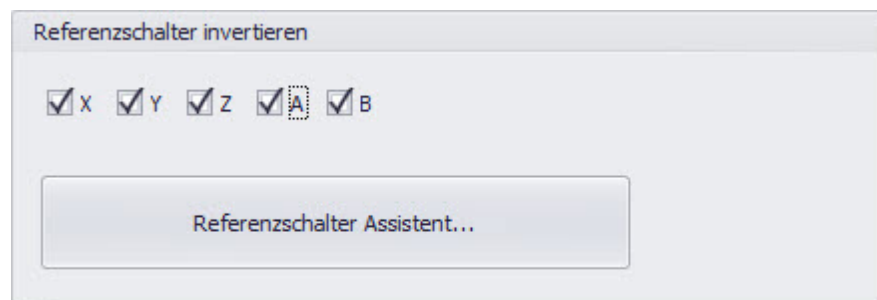 Referenzschalter invertieren
X Y Z A B
Referenzschalter Assistent...